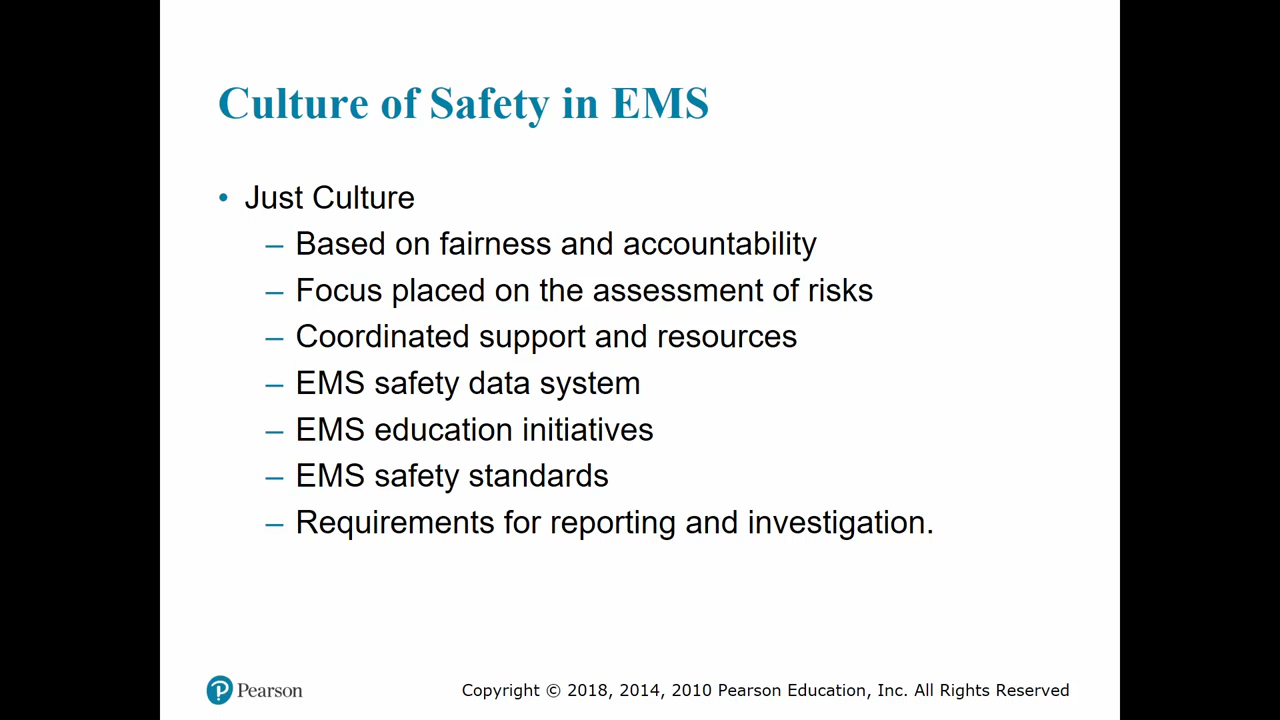 Culture of Safety in EMS
• Just Culture
– Based on fairness and accountability
– Focus placed on the assessment of risks
– Coordinated support and resources
– EMS safety data system
– EMS education initiatives
– EMS safety standards
– Requirements for reporting and investigation.
Pearson
Copyright © 2018, 2014, 2010 Pearson Education, Inc. All Rights Reserved